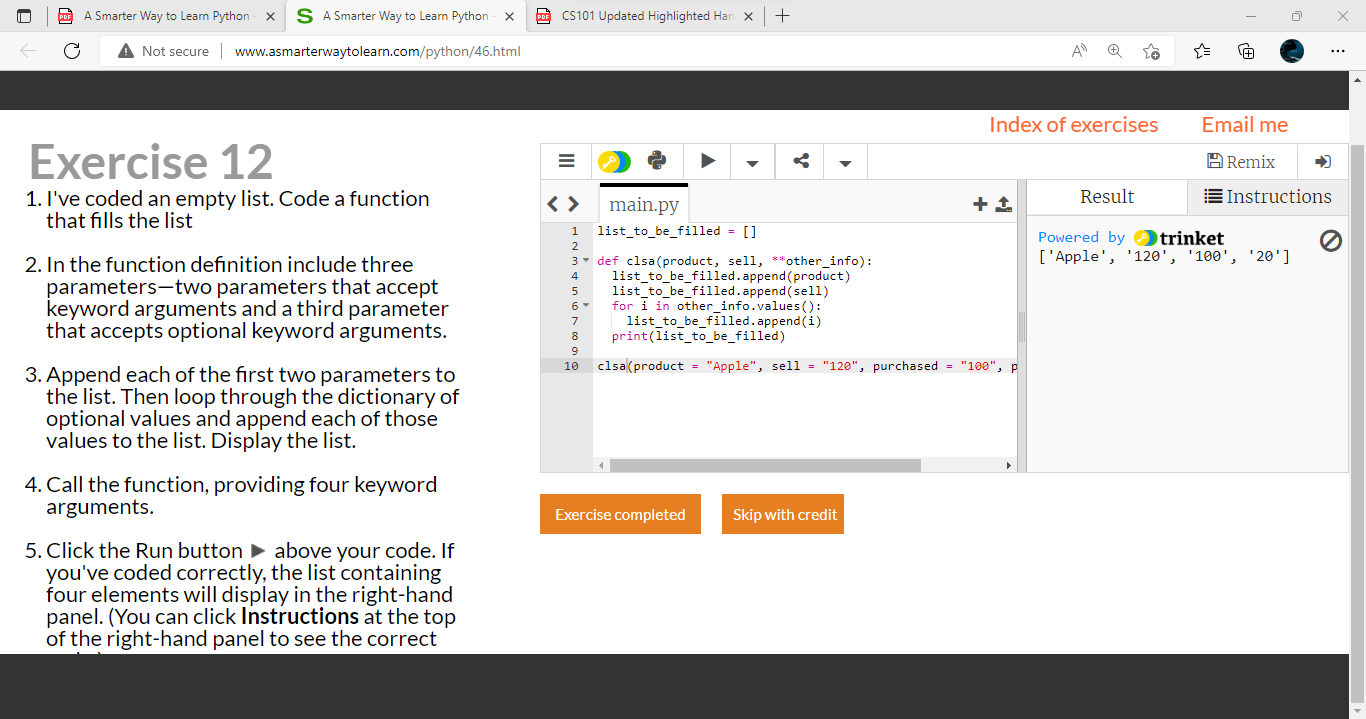 A Smarter Way to Learn Python -
A Smarter Way to Learn Python -
CS101 Updated Highlighted Han
Not secure
www.asmarterwaytolearn.com/python/46.html
Index of exercises
Email me
Exercise 12
1. I've coded an empty list. Code a function
that fills the list
2. In the function definition include three
parameters—two parameters that accept
keyword arguments and a third parameter
that accepts optional keyword arguments.
3. Append each of the first two parameters to
the list. Then loop through the dictionary of
optional values and append each of those
values to the list. Display the list.
4. Call the function, providing four keyword
arguments.
5. Click the Run button ▶ above your code. If
you've coded correctly, the list containing
four elements will display in the right-hand
panel. (You can click Instructions at the top
of the right-hand panel to see the correct
Remix
main.py
1 list_to_be_filled = []
2
3 def clsa(product, sell, **other_info):
4 list_to_be_filled.append(product)
5 list_to_be_filled.append(sell)
6 for i in other_info.values():
7 list_to_be_filled.append(i)
8 print(list_to_be_filled)
9
10 clsa(product = "Apple", sell = "120", purchased = "100", p
Result
Instructions
Powered by trinket
['Apple', '120', '100', '20']
Exercise completed
Skip with credit